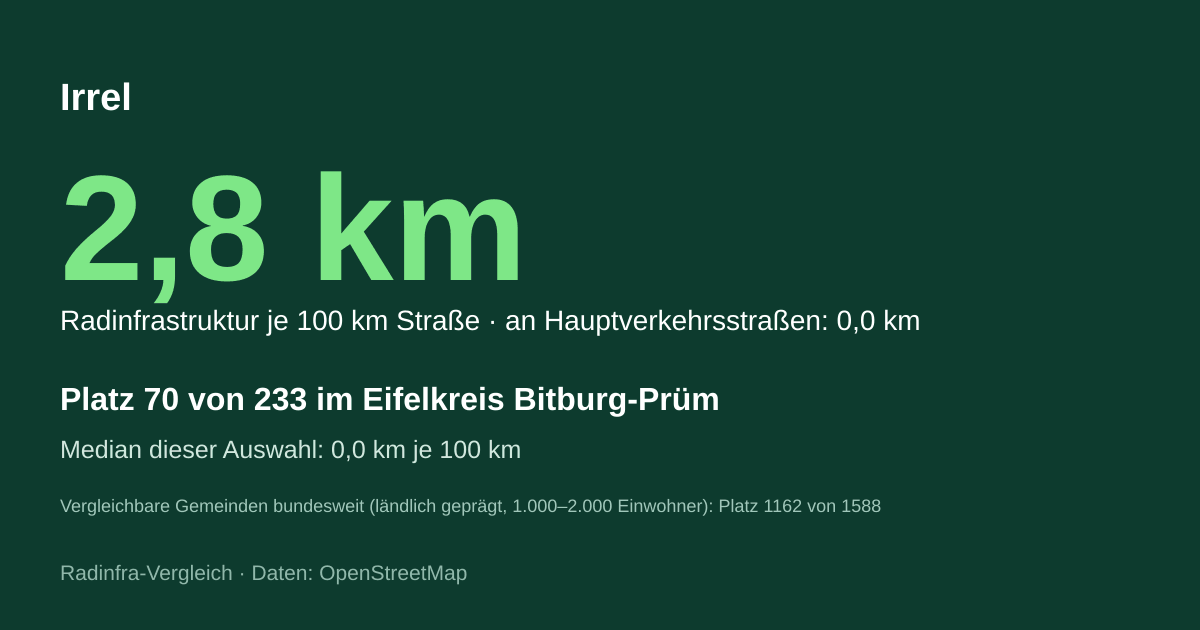 Irrel
2,8 km
Radinfrastruktur je 100 km Straße · an Hauptverkehrsstraßen: 0,0 km
Platz 70 von 233 im Eifelkreis Bitburg-Prüm
Median dieser Auswahl: 0,0 km je 100 km
Vergleichbare Gemeinden bundesweit (ländlich geprägt, 1.000–2.000 Einwohner): Platz 1162 von 1588
Radinfra-Vergleich · Daten: OpenStreetMap